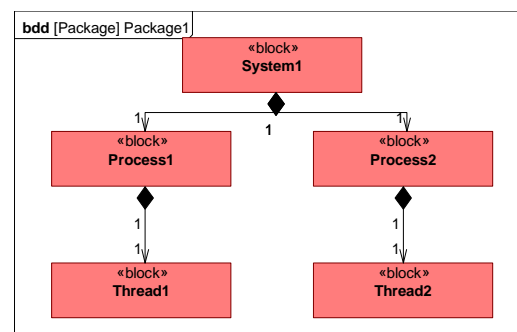 bdd [Package] Package1
«block»
System1
1
1
1
«block»
Process1
«block»
Process2
1
1
1
1
«block»
Thread1
«block»
Thread2